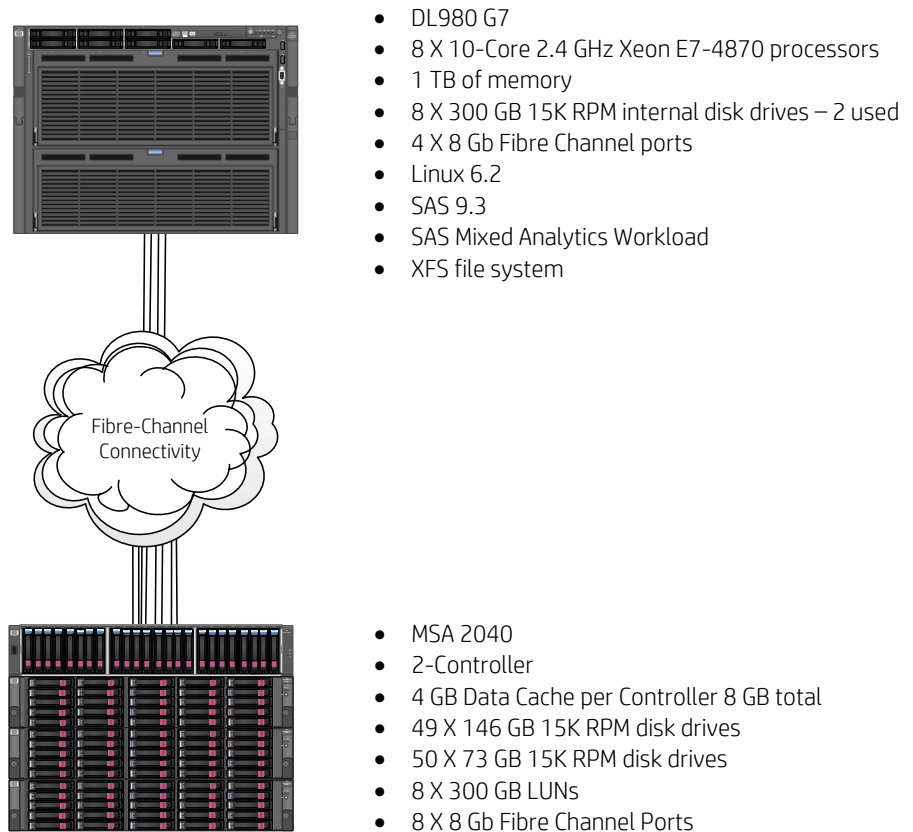 • DL980 G7
• 8 X 10-Core 2.4 GHz Xeon E7-4870 processors
• 1 TB of memory
• 8 X 300 GB 15K RPM internal disk drives – 2 used
• 4 X 8 Gb Fibre Channel ports
• Linux 6.2
• SAS 9.3
• SAS Mixed Analytics Workload
• XFS file system
Fibre-Channel
Connectivity
• MSA 2040
• 2-Controller
• 4 GB Data Cache per Controller 8 GB total
• 49 X 146 GB 15K RPM disk drives
• 50 X 73 GB 15K RPM disk drives
• 8 X 300 GB LUNs
• 8 X 8 Gb Fibre Channel Ports